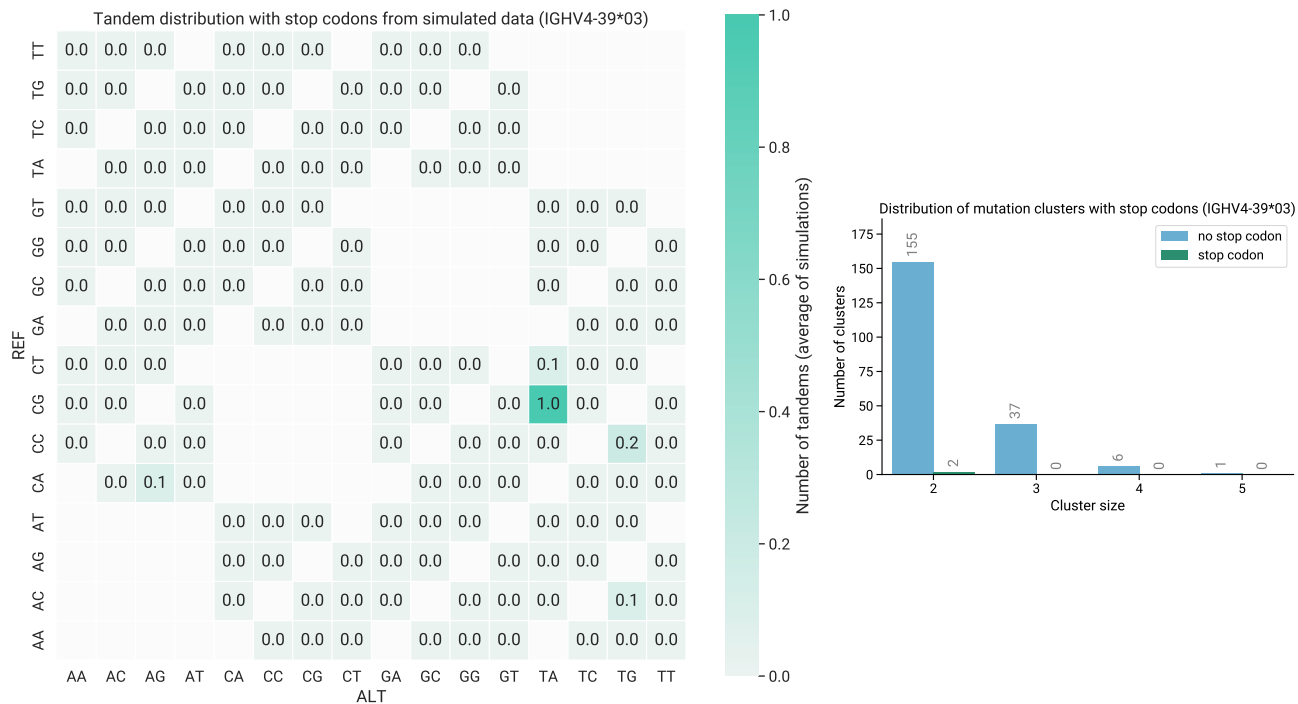 Tandem distribution with stop codons from simulated data (IGHV4-39*03)
TT 0.0 0.0 0.0 0.0 0.0 0.0 0.0 0.0 0.0
TG 0.0 0.0 0.0 0.0 0.0 0.0 0.0 0.0 0.0
TC 0.0 0.0 0.0 0.0 0.0 0.0 0.0 0.0 0.0
TA 0.0 0.0 0.0 0.0 0.0 0.0 0.0 0.0 0.0
GT 0.0 0.0 0.0 0.0 0.0 0.0 0.0 0.0 0.0
GG 0.0 0.0 0.0 0.0 0.0 0.0 0.0 0.0 0.0
GC 0.0 0.0 0.0 0.0 0.0 0.0 0.0 0.0 0.0
GA 0.0 0.0 0.0 0.0 0.0 0.0 0.0 0.0 0.0
CT 0.0 0.0 0.0 0.0 0.0 0.0 0.1 0.0 0.0
CG 0.0 0.0 0.0 0.0 0.0 0.0 1.0 0.0 0.0
CC 0.0 0.0 0.0 0.0 0.0 0.0 0.0 0.2 0.0
CA 0.0 0.1 0.0 0.0 0.0 0.0 0.0 0.0 0.0
AT 0.0 0.0 0.0 0.0 0.0 0.0 0.0 0.0 0.0
AG 0.0 0.0 0.0 0.0 0.0 0.0 0.0 0.0 0.0
AC 0.0 0.0 0.0 0.0 0.0 0.0 0.0 0.1 0.0
AA 0.0 0.0 0.0 0.0 0.0 0.0 0.0 0.0 0.0
REF
AA AC AG AT CA CC CG CT GA GC GG GT TA TC TG TT
ALT
1.0
0.8
0.6
0.4
0.2
0.0
Number of tandems (average of simulations)
Distribution of mutation clusters with stop codons (IGHV4-39*03)
no stop codon
stop codon
175
150
125
100
75
50
25
0
Number of clusters
155 2 37 0 6 0 1 0
2 3 4 5
Cluster size